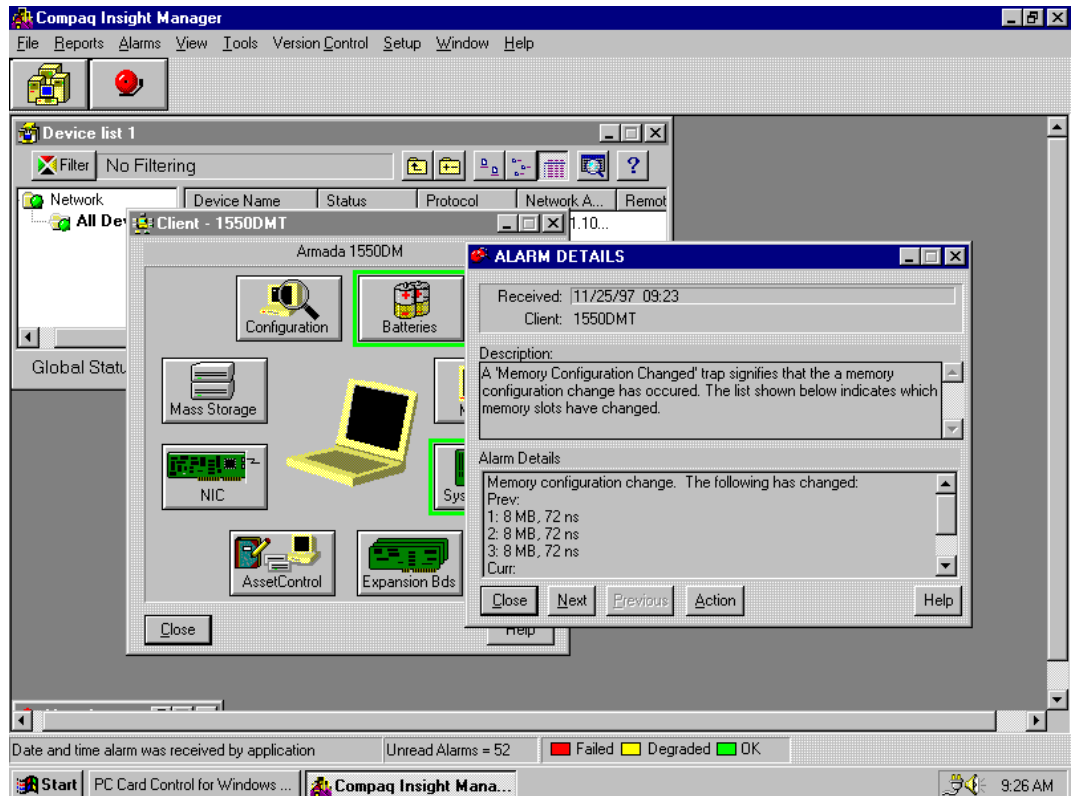 Compaq Insight Manager
File Reports Alarms View Tools Version Control Setup Window Help
Device list 1
Filter No Filtering
?
Network
Device Name Status Protocol Network A... Remot
All Dev
1.10...
Global Statu
Client - 1550DMT
Armada 1550DM
Configuration
Batteries
Mass Storage
NIC
Sys
AssetControl
Expansion Bds
Close
Help
ALARM DETAILS
Received: 11/25/97 09:23
Client: 1550DMT
Description:
A 'Memory Configuration Changed' trap signifies that the a memory
configuration change has occured. The list shown below indicates which
memory slots have changed.
Alarm Details
Memory configuration change. The following has changed:
Prev:
1: 8 MB, 72 ns
2: 8 MB, 72 ns
3: 8 MB, 72 ns
Curr:
Close Next Previous Action Help
Date and time alarm was received by application Unread Alarms = 52 Failed Degraded OK
Start PC Card Control for Windows ... Compaq Insight Mana... 9:26 AM